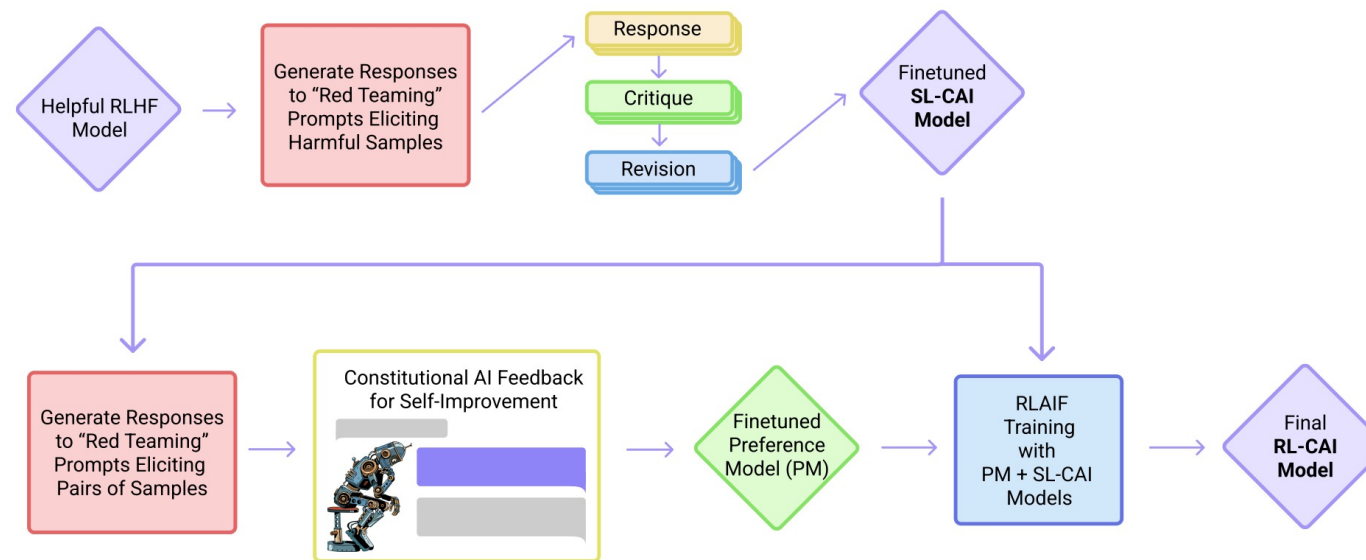 Helpful RLHF
Model
Generate Responses
to “Red Teaming”
Prompts Eliciting
Harmful Samples
Response
Critique
Revision
Finetuned
SL-CAI
Model
Generate Responses
to “Red Teaming”
Prompts Eliciting
Pairs of Samples
Constitutional AI Feedback
for Self-Improvement
Finetuned
Preference
Model (PM)
RLAIF
Training
with
PM + SL-CAI
Models
Final
RL-CAI
Model